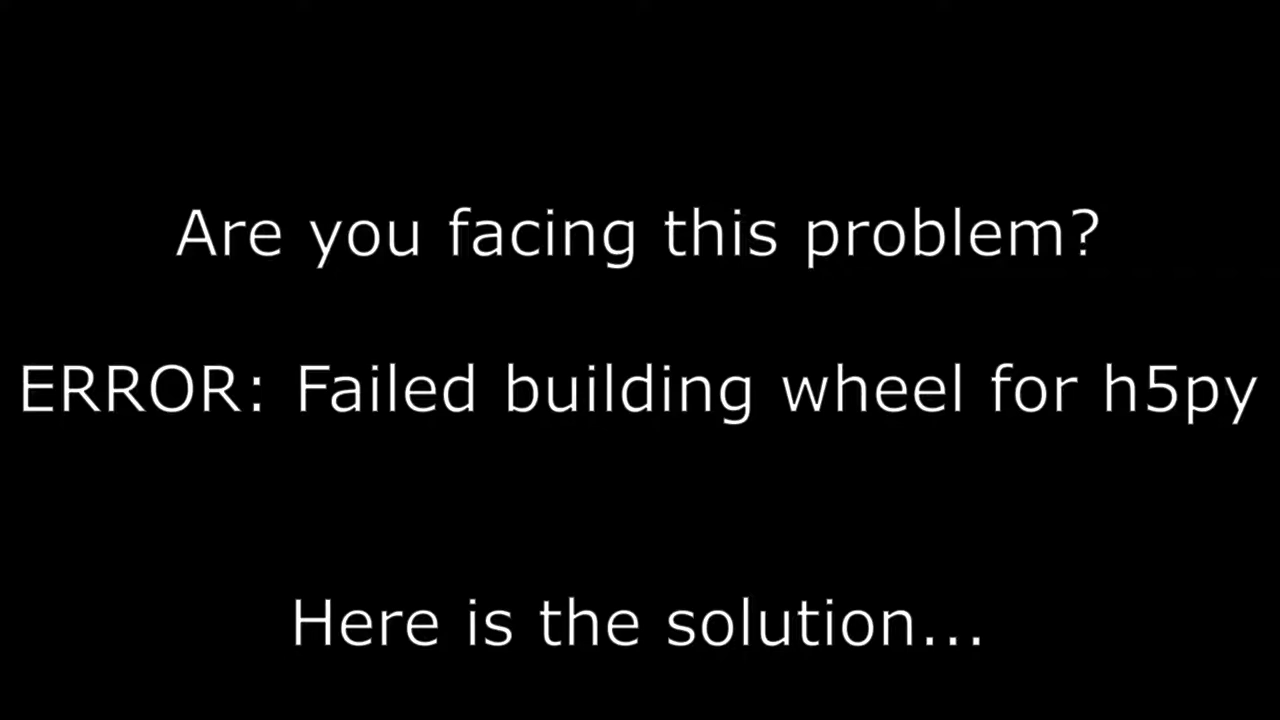 Are you facing this problem?
ERROR: Failed building wheel for h5py
Here is the solution...